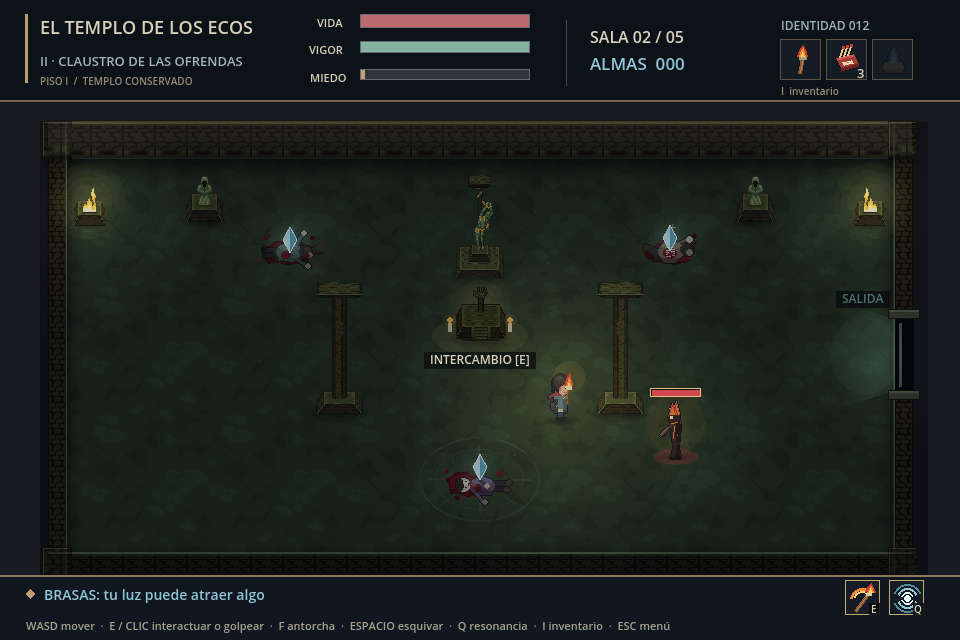 EL TEMPLO DE LOS ECOS
II · CLAUSTRO DE LAS OFRENDAS
PISO I / TEMPLO CONSERVADO
VIDA
VIGOR
MIEDO
SALA 02 / 05
ALMAS 000
IDENTIDAD 012
3
I inventario
SALIDA
INTERCAMBIO [E]
BRASAS: tu luz puede atraer algo
E
Q
WASD mover · E / CLIC interactuar o golpear · F antorcha · ESPACIO esquivar · Q resonancia · I inventario · ESC menú